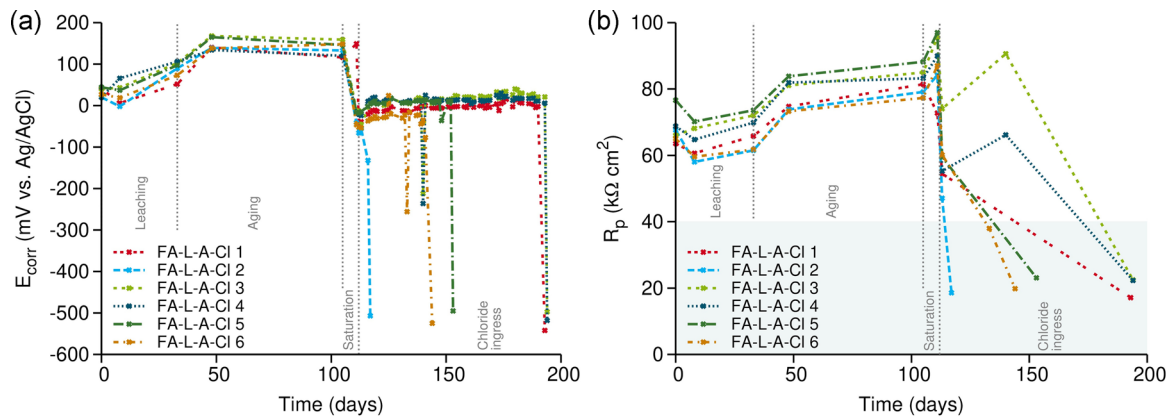 (a)
E_corr (mV vs. Ag/AgCl)
200
100
0
-100
-200
-300
-400
-500
-600
0
50
100
150
200
Time (days)
Leaching
Aging
Saturation
Chloride
ingress
FA-L-A-Cl 1
FA-L-A-Cl 2
FA-L-A-Cl 3
FA-L-A-Cl 4
FA-L-A-Cl 5
FA-L-A-Cl 6
(b)
R_p (kΩ cm²)
100
80
60
40
20
0
0
50
100
150
200
Time (days)
Leaching
Aging
Saturation
Chloride
ingress
FA-L-A-Cl 1
FA-L-A-Cl 2
FA-L-A-Cl 3
FA-L-A-Cl 4
FA-L-A-Cl 5
FA-L-A-Cl 6